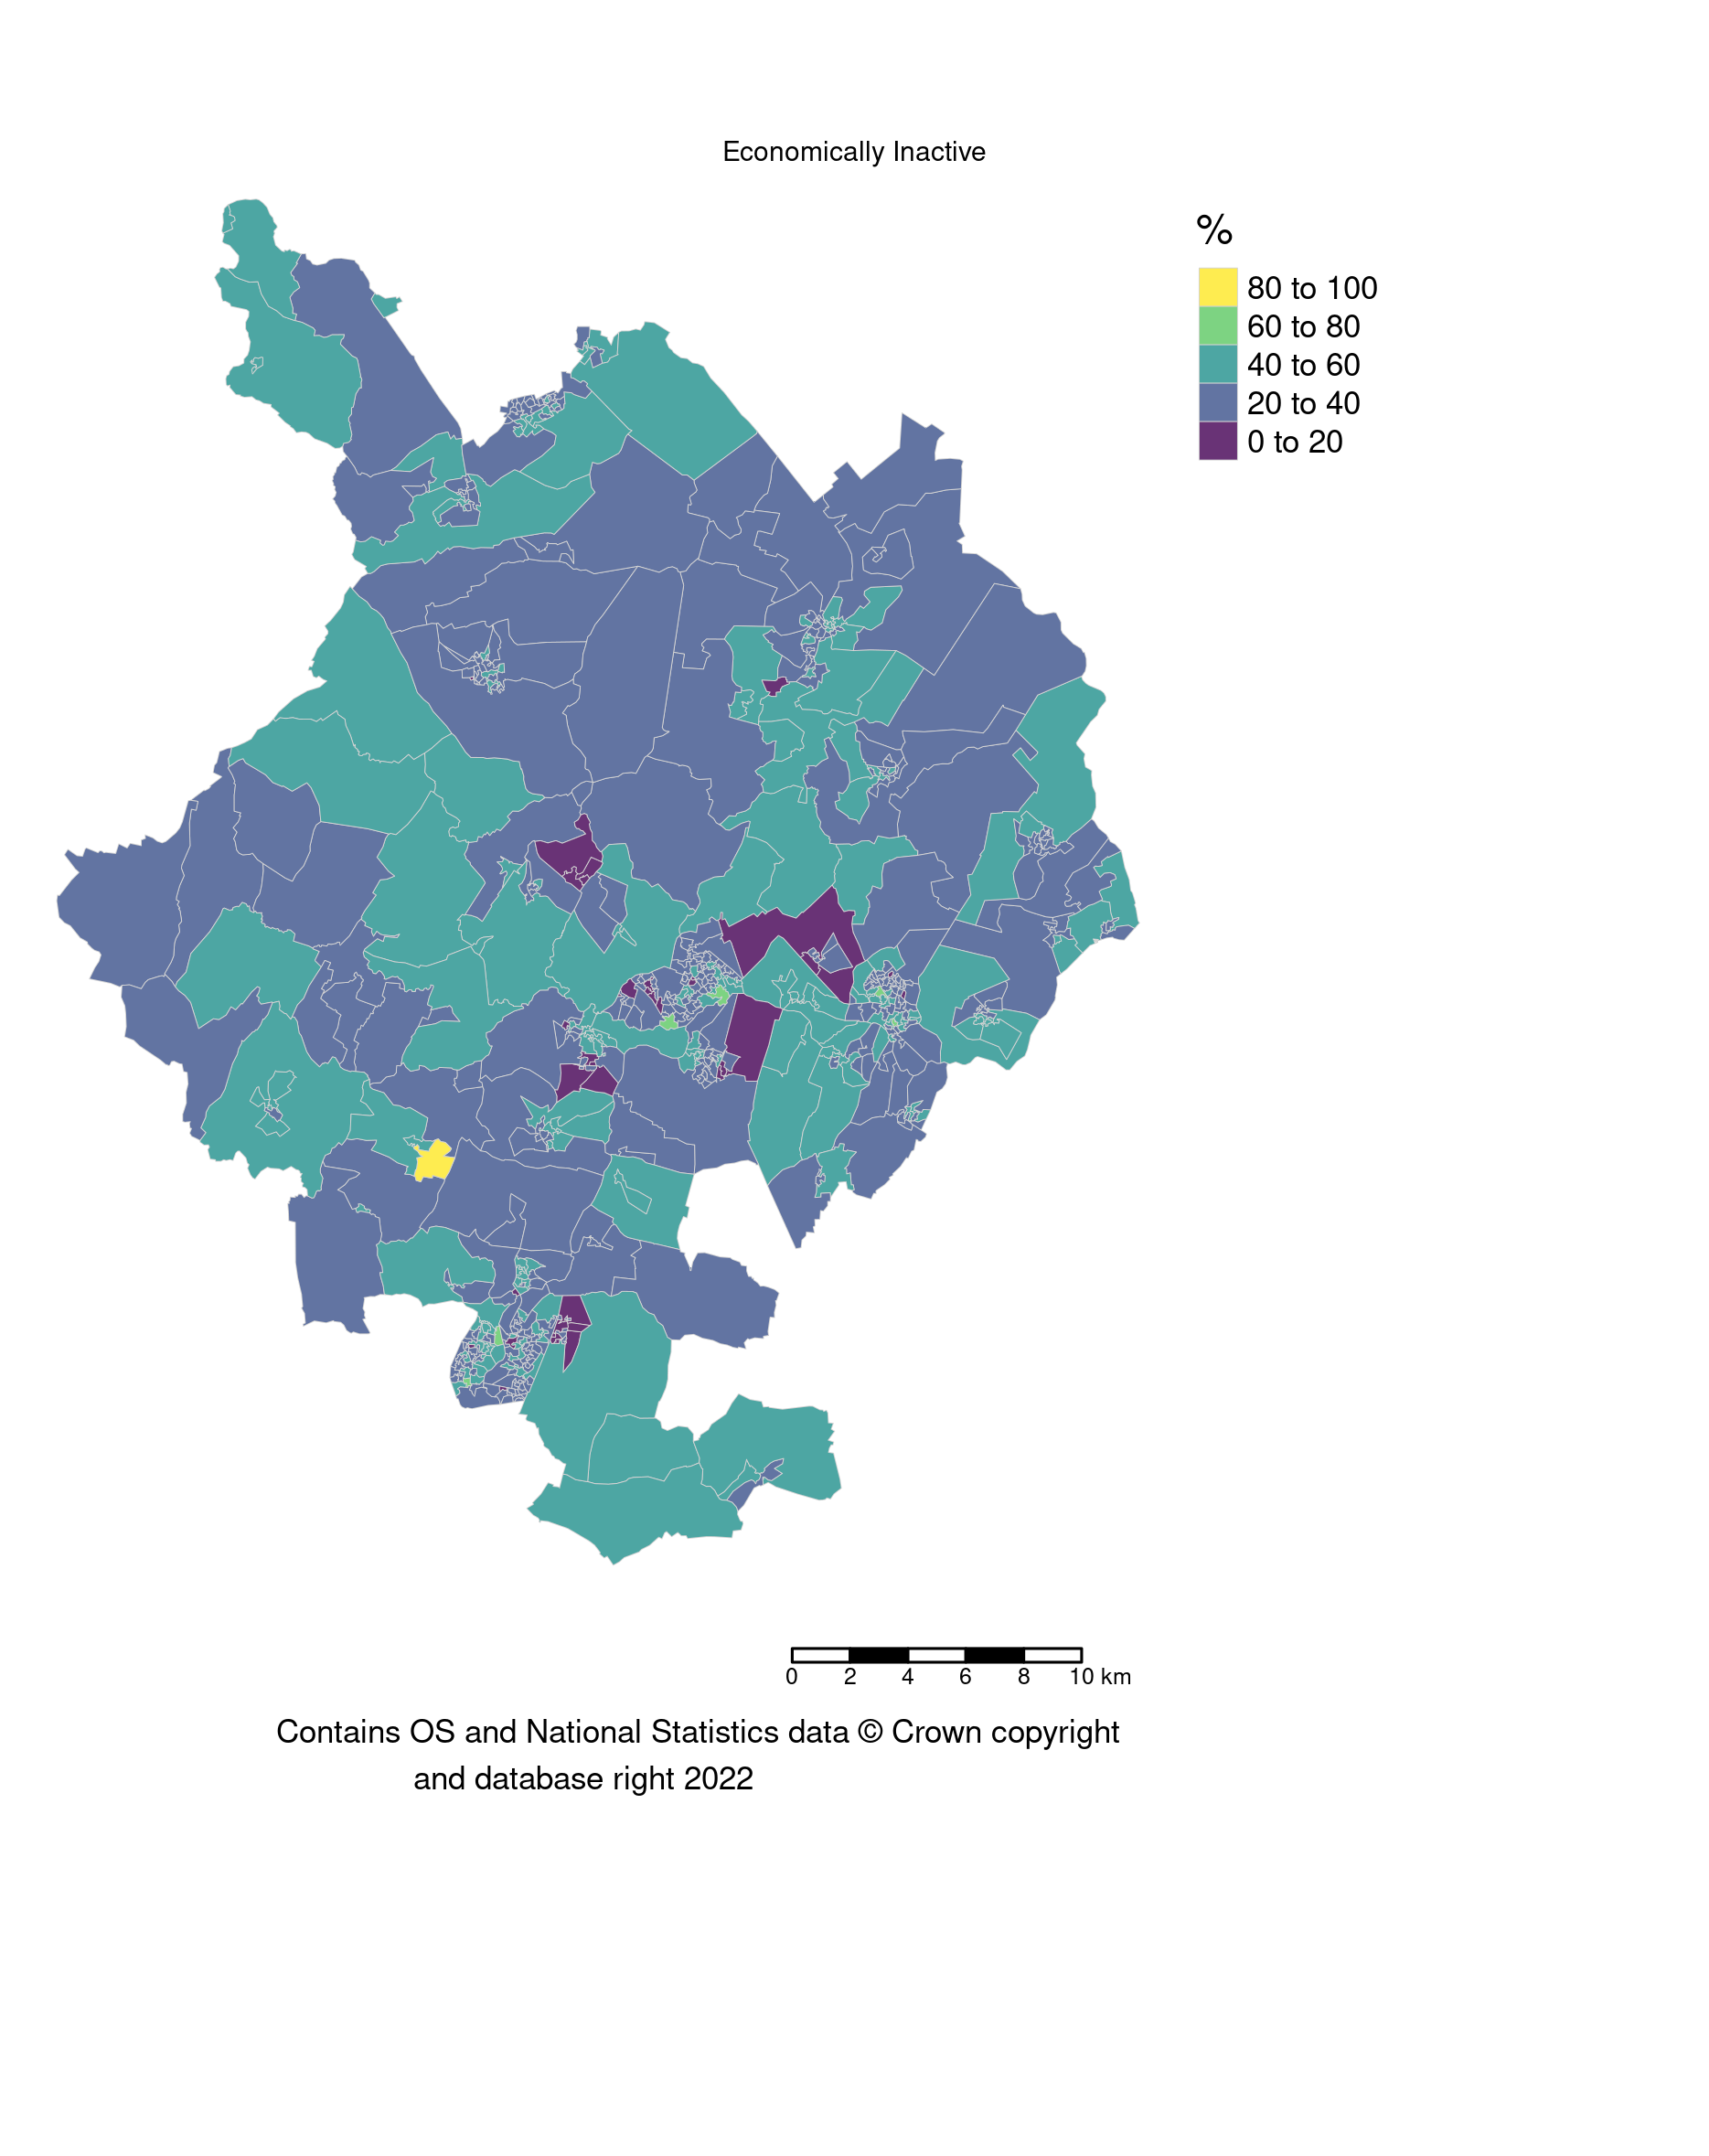 Economically Inactive
%
80 to 100
60 to 80
40 to 60
20 to 40
0 to 20
0 2 4 6 8 10 km
Contains OS and National Statistics data © Crown copyright
and database right 2022